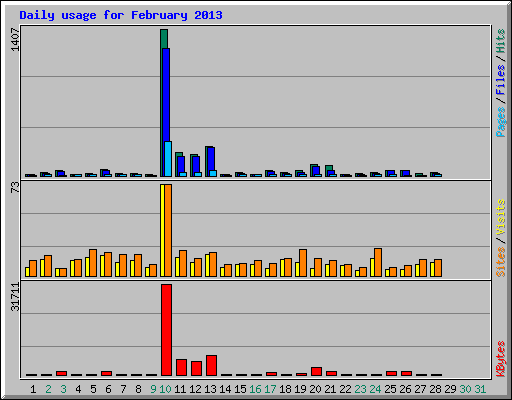 Daily usage for February 2013
1407
Pages / Files / Hits
73
Sites / Visits
31711
KBytes
1 2 3 4 5 6 7 8 9 10 11 12 13 14 15 16 17 18 19 20 21 22 23 24 25 26 27 28 29 30 31